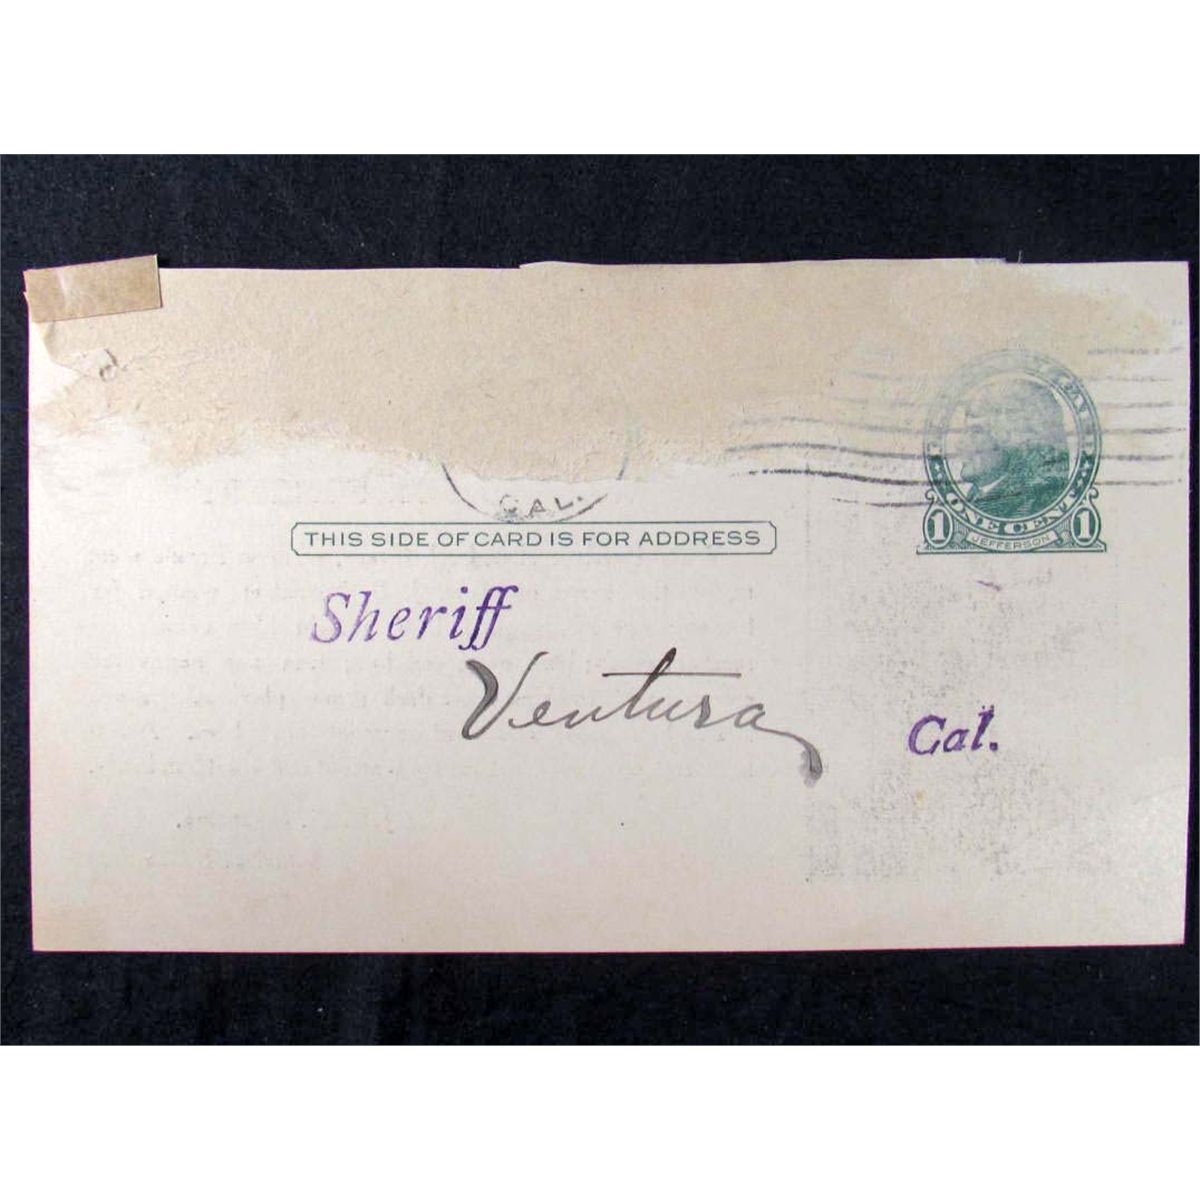 CAL.
THIS SIDE OF CARD IS FOR ADDRESS
1 ONE CENT 1
JEFFERSON
Sheriff
Ventura
Cal.